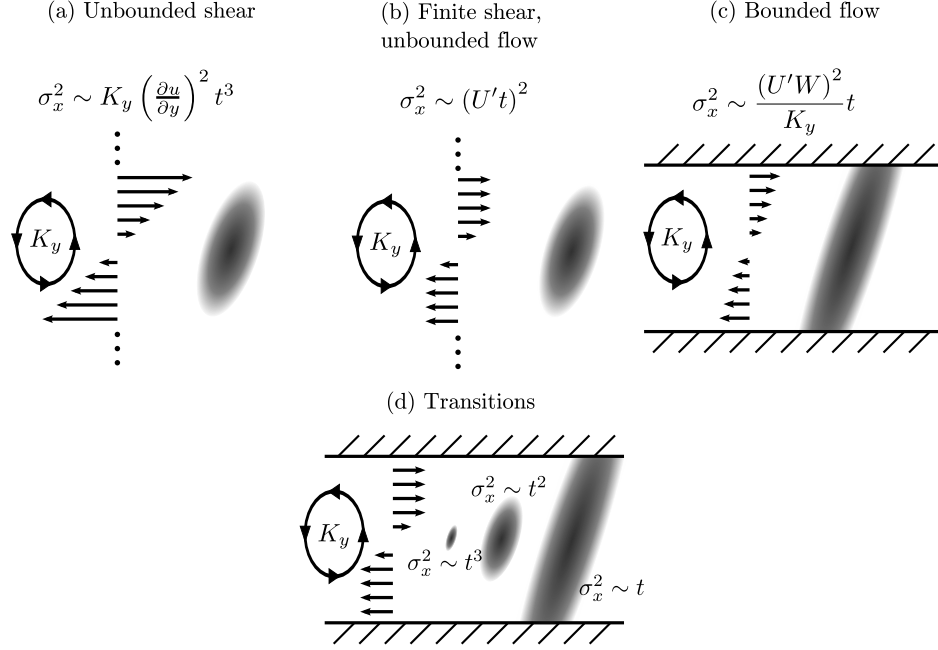 (a) Unbounded shear
(b) Finite shear,
unbounded flow
(c) Bounded flow
σ_x^2 ∼ K_y (∂u/∂y)^2 t^3
σ_x^2 ∼ (U′t)^2
σ_x^2 ∼ (U′W)^2/K_y t
K_y
K_y
K_y
(d) Transitions
σ_x^2 ∼ t^2
K_y
σ_x^2 ∼ t^3
σ_x^2 ∼ t